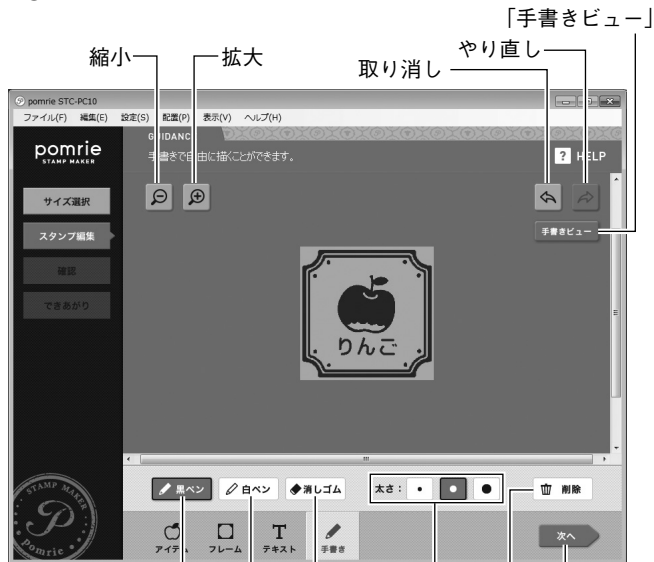 「手書きビュー」
縮小
拡大
やり直し
取り消し
pomrie STC-PC10
ファイル(F) 編集(E) 設定(S) 配置(P) 表示(V) ヘルプ(H)
GUIDANC
pomrie
STAMP MAKER
手書きで自由に描くことができます。
? HELP
サイズ選択
スタンプ編集
手書きビュー
確認
できあがり
りんご
黒ペン 白ペン 消しゴム 太さ: 削除
STAMP MAKER
P
Pomrie
アイテム フレーム T テキスト 手書き
次へ